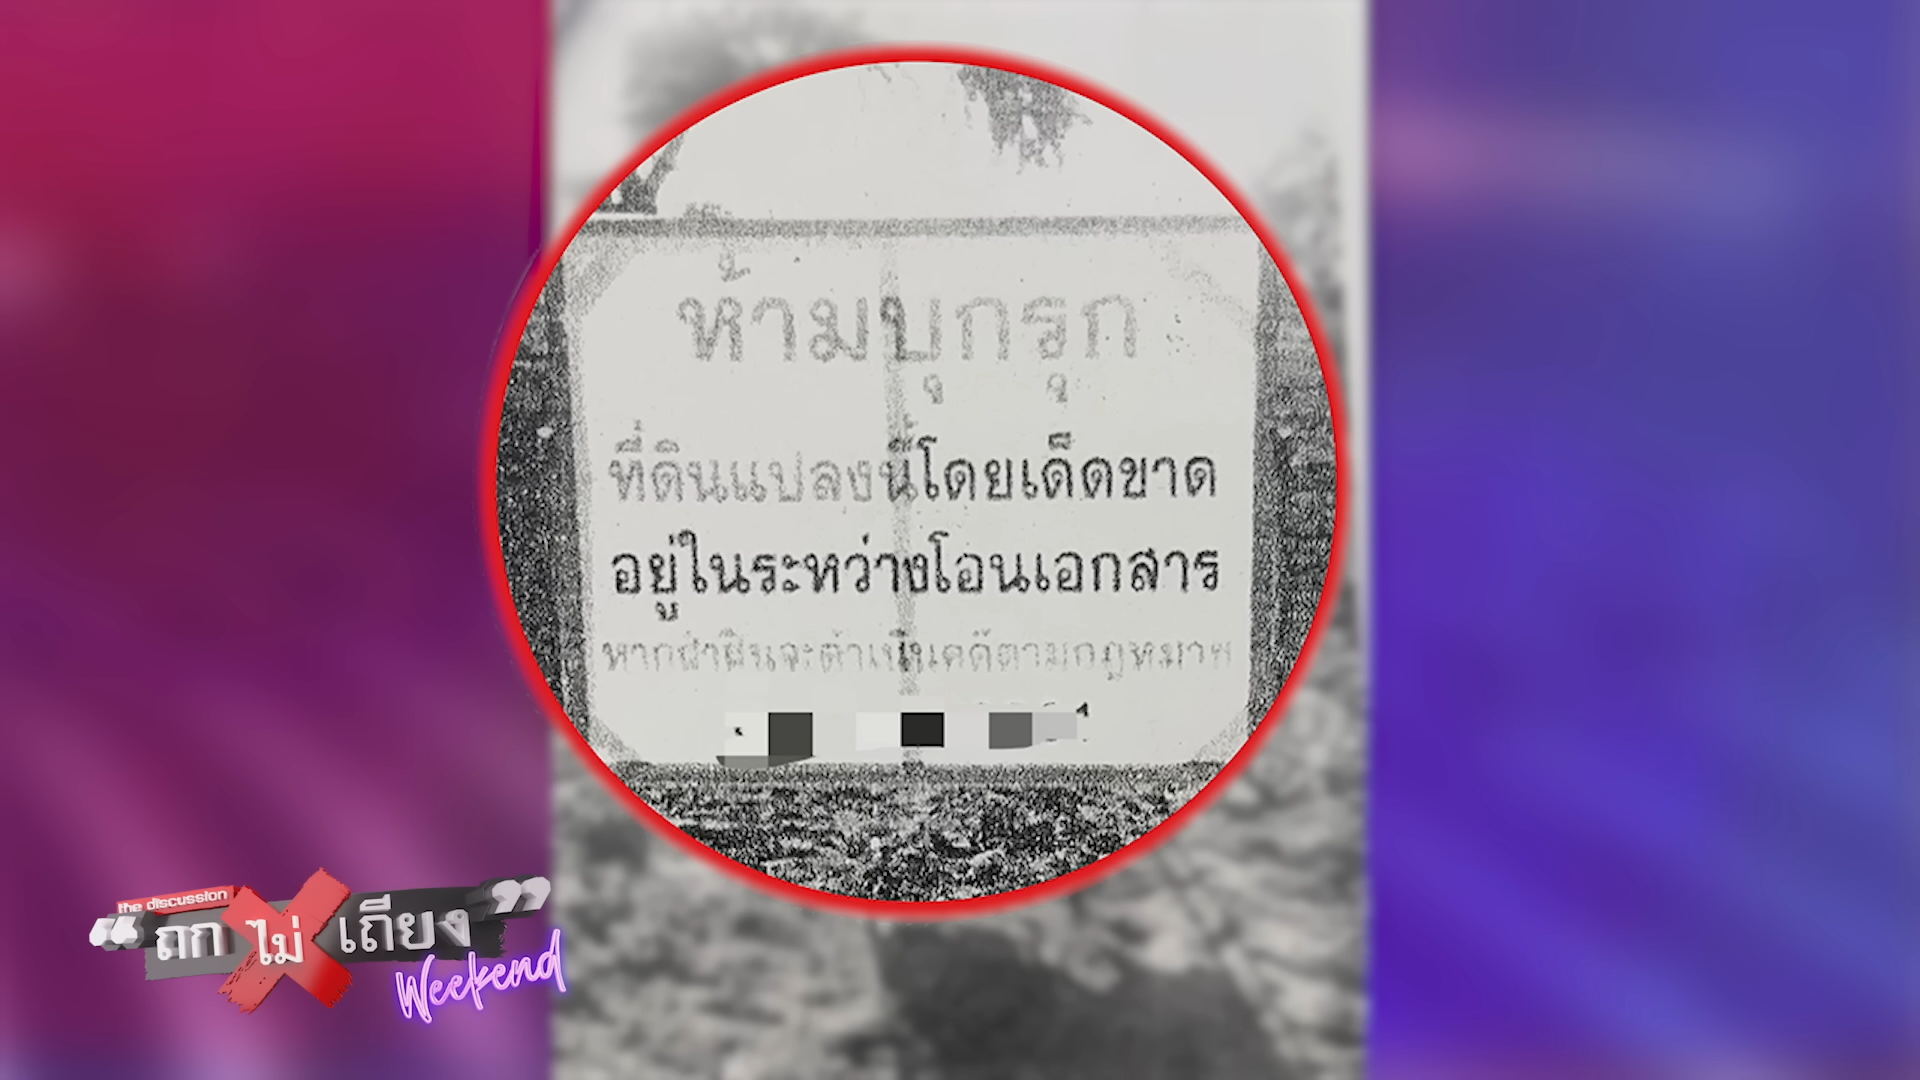 ห้ามบุกรุก
ที่ดินแปลงนี้โดยเด็ดขาด
อยู่ในระหว่างโอนเอกสาร
หากฝ่าฝืนจะดำเนินคดีตามกฎหมาย
the discussion
“ถกไม่เถียง”
Weekend